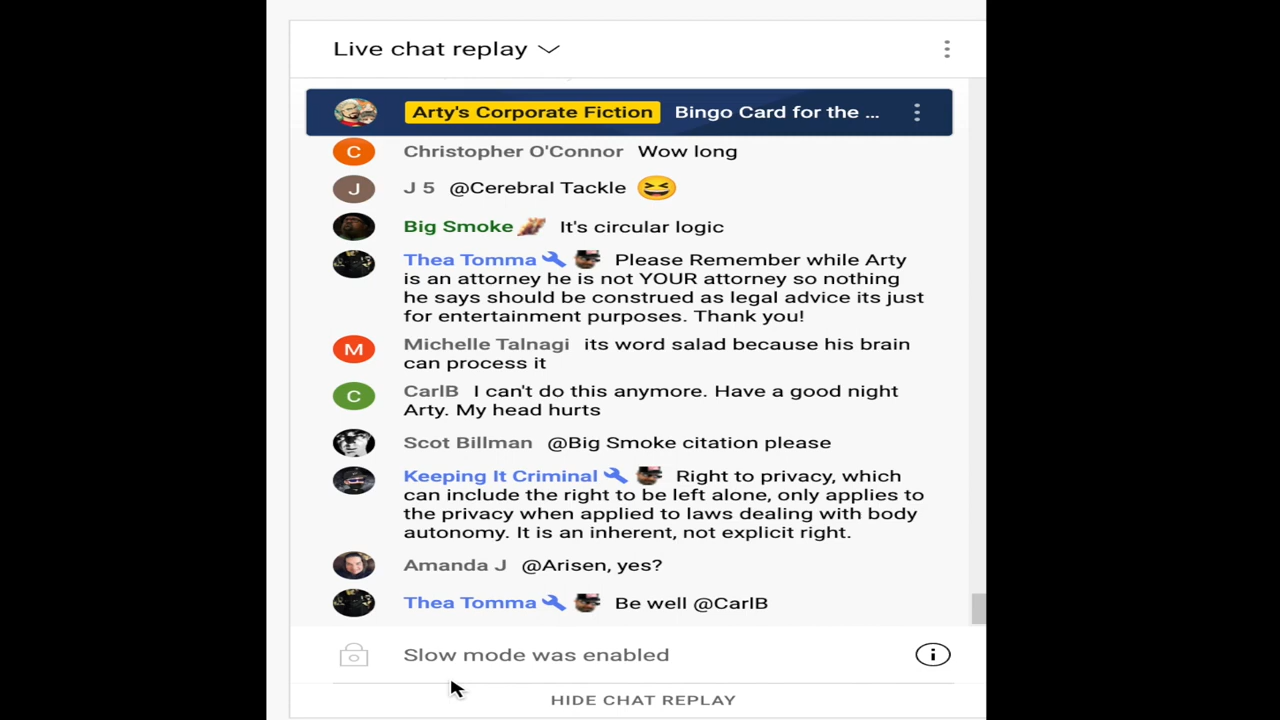 Live chat replay
Arty's Corporate Fiction Bingo Card for the ...
C Christopher O'Connor Wow long
J J 5 @Cerebral Tackle
Big Smoke It's circular logic
Thea Tomma Please Remember while Arty
is an attorney he is not YOUR attorney so nothing
he says should be construed as legal advice its just
for entertainment purposes. Thank you!
M Michelle Talnagi its word salad because his brain
can process it
C CarlB I can't do this anymore. Have a good night
Arty. My head hurts
Scot Billman @Big Smoke citation please
Keeping It Criminal Right to privacy, which
can include the right to be left alone, only applies to
the privacy when applied to laws dealing with body
autonomy. It is an inherent, not explicit right.
Amanda J @Arisen, yes?
Thea Tomma Be well @CarlB
Slow mode was enabled
HIDE CHAT REPLAY